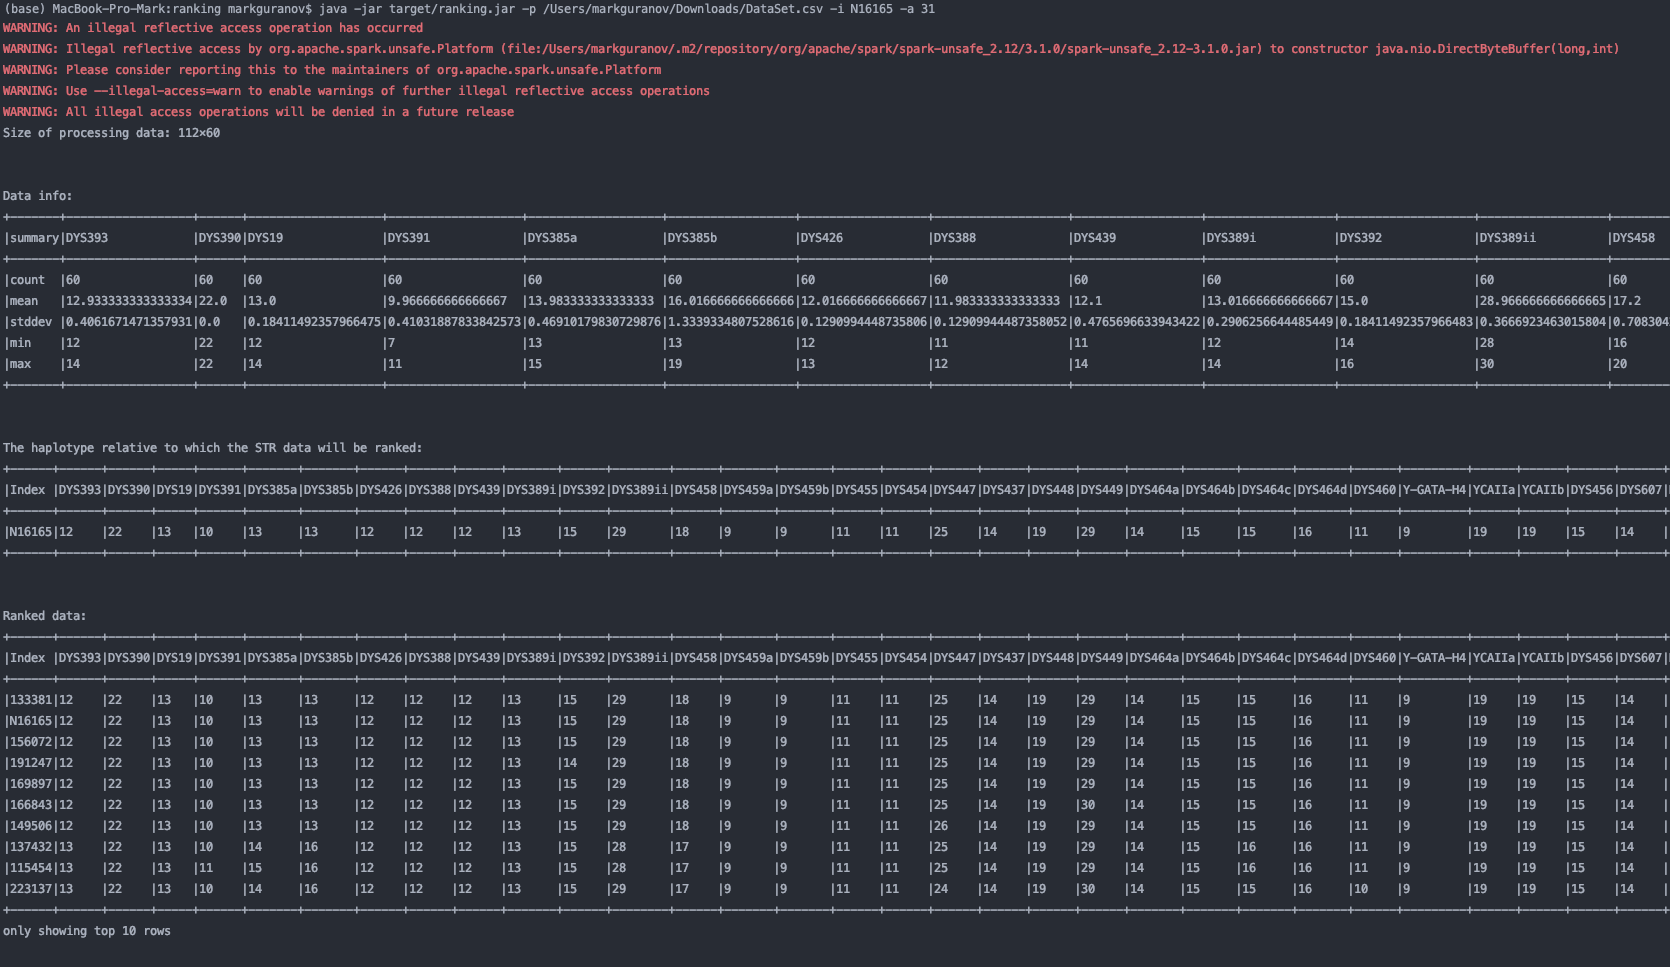 (base) MacBook-Pro-Mark:ranking markguranov$ java -jar target/ranking.jar -p /Users/markguranov/Downloads/DataSet.csv -i N16165 -a 31
WARNING: An illegal reflective access operation has occurred
WARNING: Illegal reflective access by org.apache.spark.unsafe.Platform (file:/Users/markguranov/.m2/repository/org/apache/spark/spark-unsafe_2.12/3.1.0/spark-unsafe_2.12-3.1.0.jar) to constructor java.nio.DirectByteBuffer(long,int)
WARNING: Please consider reporting this to the maintainers of org.apache.spark.unsafe.Platform
WARNING: Use --illegal-access=warn to enable warnings of further illegal reflective access operations
WARNING: All illegal access operations will be denied in a future release
Size of processing data: 112×60
Data info:
|summary|DYS393 |DYS390|DYS19 |DYS391 |DYS385a |DYS385b |DYS426 |DYS388 |DYS439 |DYS389i |DYS392 |DYS389ii |DYS458
|count |60 |60 |60 |60 |60 |60 |60 |60 |60 |60 |60 |60 |60
|mean |12.933333333333334|22.0 |13.0 |9.966666666666667 |13.983333333333333 |16.016666666666666|12.016666666666667|11.983333333333333 |12.1 |13.016666666666667|15.0 |28.966666666666665|17.2
|stddev |0.4061671471357931|0.0 |0.18411492357966475|0.41031887833842573|0.46910179830729876|1.3339334807528616|0.1290994448735806|0.12909944487358052|0.4765696633943422|0.2906256644485449|0.18411492357966483|0.3666923463015804|0.70830
|min |12 |22 |12 |7 |13 |13 |12 |11 |11 |12 |14 |28 |16
|max |14 |22 |14 |11 |15 |19 |13 |12 |14 |14 |16 |30 |20
The haplotype relative to which the STR data will be ranked:
|Index |DYS393|DYS390|DYS19|DYS391|DYS385a|DYS385b|DYS426|DYS388|DYS439|DYS389i|DYS392|DYS389ii|DYS458|DYS459a|DYS459b|DYS455|DYS454|DYS447|DYS437|DYS448|DYS449|DYS464a|DYS464b|DYS464c|DYS464d|DYS460|Y-GATA-H4|YCAIIa|YCAIIb|DYS456|DYS607|
|N16165|12 |22 |13 |10 |13 |13 |12 |12 |12 |13 |15 |29 |18 |9 |9 |11 |11 |25 |14 |19 |29 |14 |15 |15 |16 |11 |9 |19 |19 |15 |14 |
Ranked data:
|Index |DYS393|DYS390|DYS19|DYS391|DYS385a|DYS385b|DYS426|DYS388|DYS439|DYS389i|DYS392|DYS389ii|DYS458|DYS459a|DYS459b|DYS455|DYS454|DYS447|DYS437|DYS448|DYS449|DYS464a|DYS464b|DYS464c|DYS464d|DYS460|Y-GATA-H4|YCAIIa|YCAIIb|DYS456|DYS607|
|133381|12 |22 |13 |10 |13 |13 |12 |12 |12 |13 |15 |29 |18 |9 |9 |11 |11 |25 |14 |19 |29 |14 |15 |15 |16 |11 |9 |19 |19 |15 |14 |
|N16165|12 |22 |13 |10 |13 |13 |12 |12 |12 |13 |15 |29 |18 |9 |9 |11 |11 |25 |14 |19 |29 |14 |15 |15 |16 |11 |9 |19 |19 |15 |14 |
|156072|12 |22 |13 |10 |13 |13 |12 |12 |12 |13 |15 |29 |18 |9 |9 |11 |11 |25 |14 |19 |29 |14 |15 |15 |16 |11 |9 |19 |19 |15 |14 |
|191247|12 |22 |13 |10 |13 |13 |12 |12 |12 |13 |14 |29 |18 |9 |9 |11 |11 |25 |14 |19 |29 |14 |15 |15 |16 |11 |9 |19 |19 |15 |14 |
|169897|12 |22 |13 |10 |13 |13 |12 |12 |12 |13 |15 |29 |18 |9 |9 |11 |11 |25 |14 |19 |29 |14 |15 |15 |16 |11 |9 |19 |19 |15 |14 |
|166843|12 |22 |13 |10 |13 |13 |12 |12 |12 |13 |15 |29 |18 |9 |9 |11 |11 |25 |14 |19 |30 |14 |15 |15 |16 |11 |9 |19 |19 |15 |14 |
|149506|12 |22 |13 |10 |13 |13 |12 |12 |12 |13 |15 |29 |18 |9 |9 |11 |11 |26 |14 |19 |29 |14 |15 |15 |16 |11 |9 |19 |19 |15 |14 |
|137432|13 |22 |13 |10 |14 |16 |12 |12 |12 |13 |15 |28 |17 |9 |9 |11 |11 |25 |14 |19 |29 |14 |15 |16 |16 |11 |9 |19 |19 |15 |14 |
|115454|13 |22 |13 |11 |15 |16 |12 |12 |12 |13 |15 |28 |17 |9 |9 |11 |11 |25 |14 |19 |29 |14 |15 |16 |16 |11 |9 |19 |19 |15 |14 |
|223137|13 |22 |13 |10 |14 |16 |12 |12 |12 |13 |15 |29 |17 |9 |9 |11 |11 |24 |14 |19 |30 |14 |15 |15 |16 |10 |9 |19 |19 |15 |14 |
only showing top 10 rows